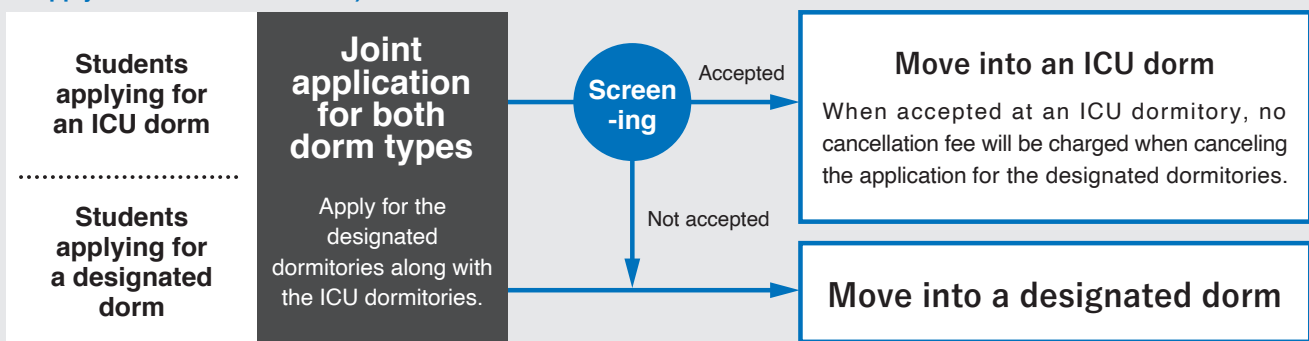 Students
applying for
an ICU dorm
Students
applying for
a designated
dorm
Joint
application
for both
dorm types
Apply for the
designated
dormitories along with
the ICU dormitories.
Screen
-ing
Accepted
Not accepted
Move into an ICU dorm
When accepted at an ICU dormitory, no
cancellation fee will be charged when canceling
the application for the designated dormitories.
Move into a designated dorm